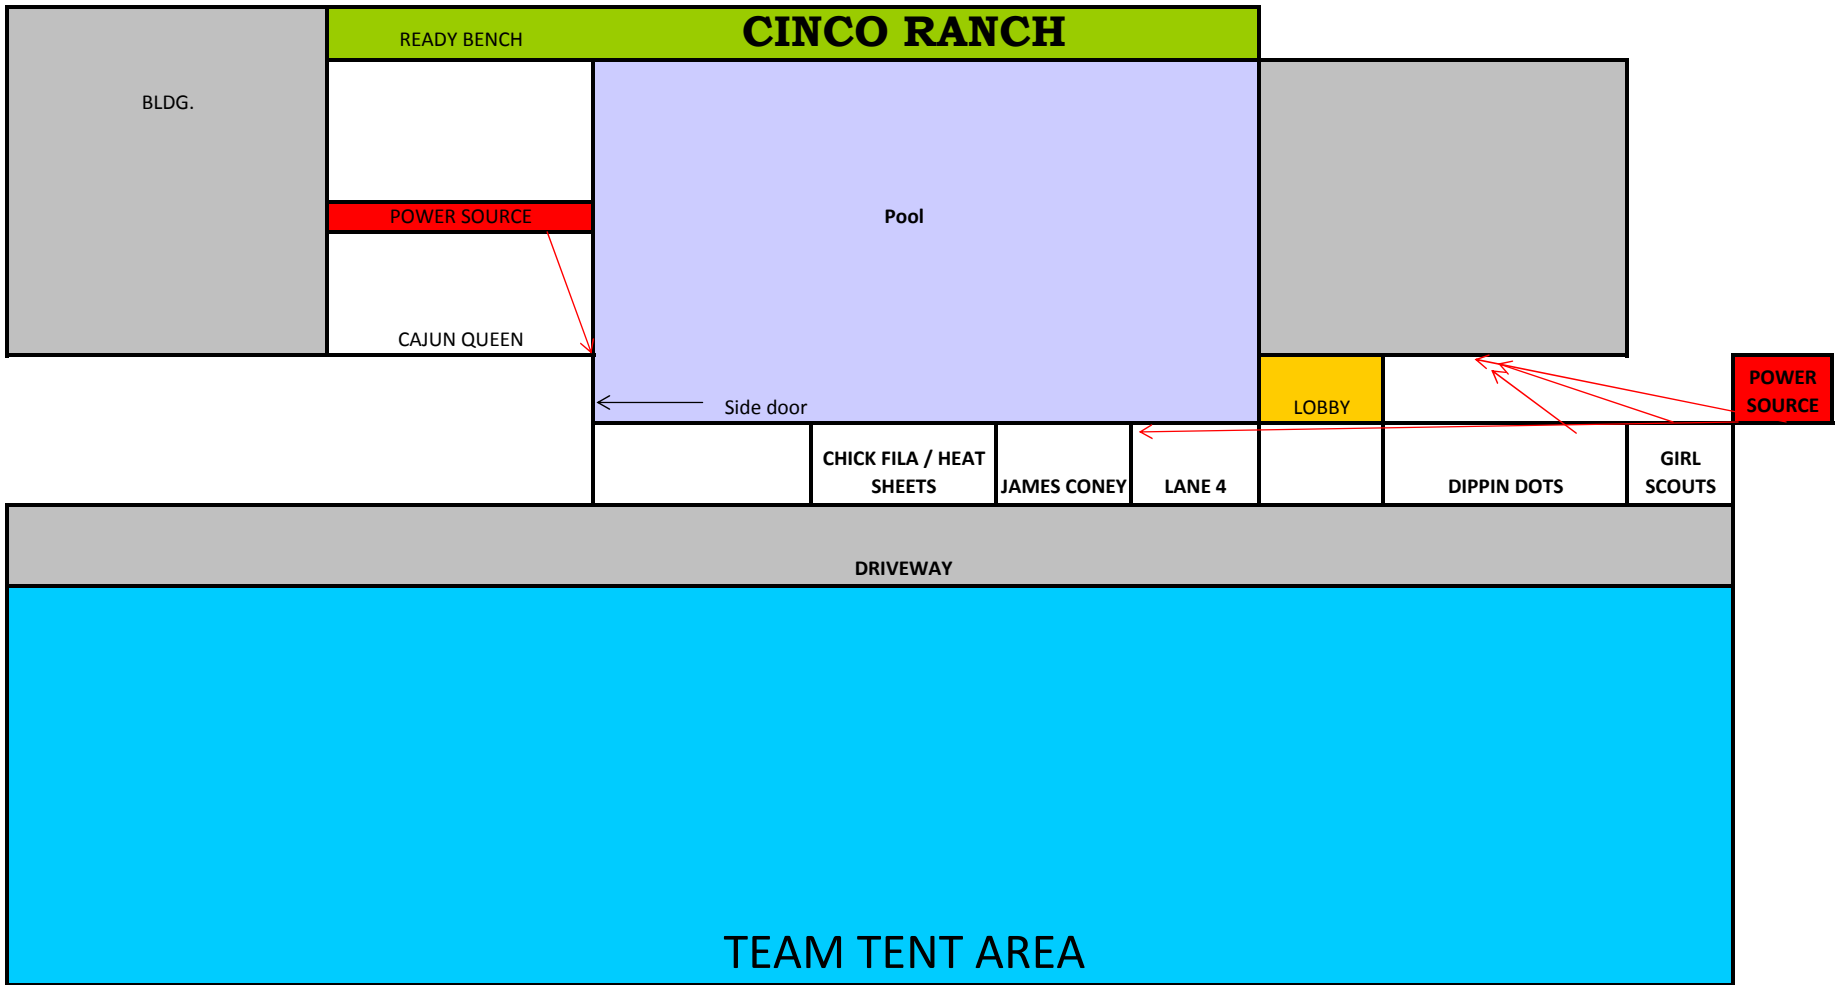 CINCO RANCH
READY BENCH
BLDG.
POWER SOURCE
Pool
CAJUN QUEEN
POWER
SOURCE
Side door
LOBBY
CHICK FILA / HEAT
SHEETS
JAMES CONEY
LANE 4
DIPPIN DOTS
GIRL
SCOUTS
DRIVEWAY
TEAM TENT AREA